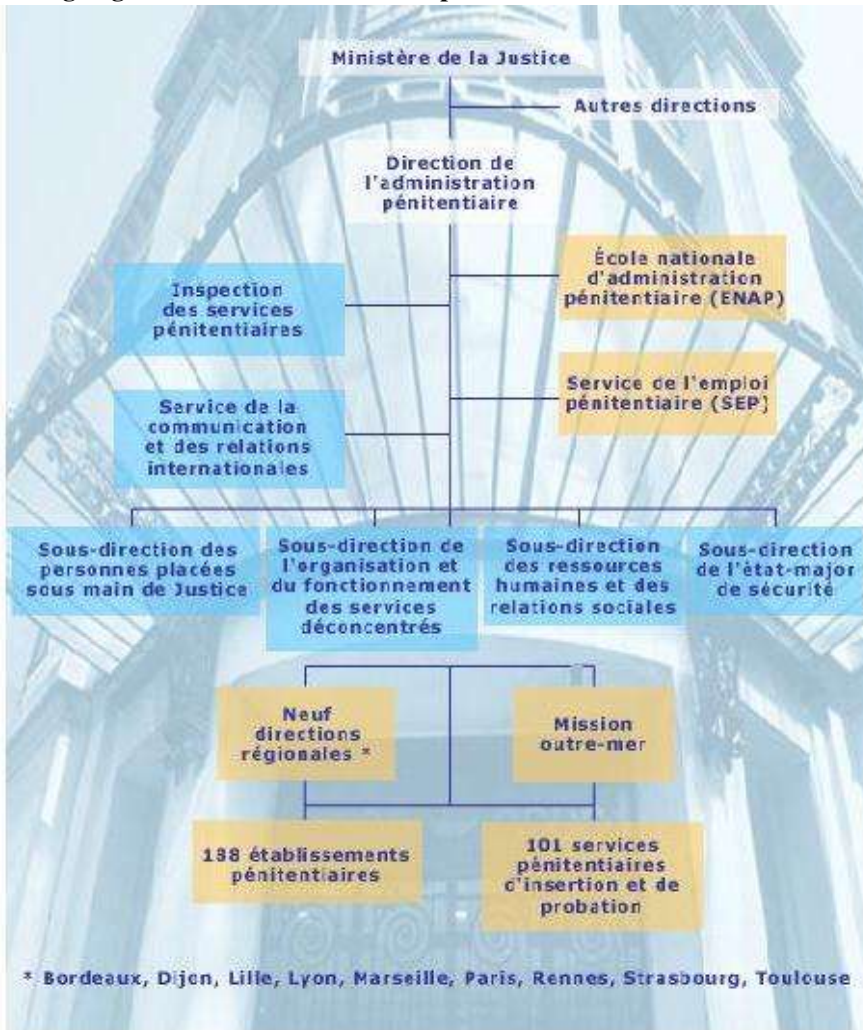 Ministère de la Justice
Autres directions
Direction de
l'administration
pénitentiaire
École nationale
d'administration
pénitentiaire (ENAP)
Inspection
des services
pénitentiaires
Service de l'emploi
pénitentiaire (SEP)
Service de la
communication
et des relations
internationales
Sous-direction des
personnes placées
sous main de Justice
Sous-direction de
l'organisation et
du fonctionnement
des services
déconcentrés
Sous-direction
des ressources
humaines et des
relations sociales
Sous-direction
de l'état-major
de sécurité
Neuf
directions
régionales *
Mission
outre-mer
188 établissements
pénitentiaires
101 services
pénitentiaires
d'insertion et de
probation
* Bordeaux, Dijon, Lille, Lyon, Marseille, Paris, Rennes, Strasbourg, Toulouse